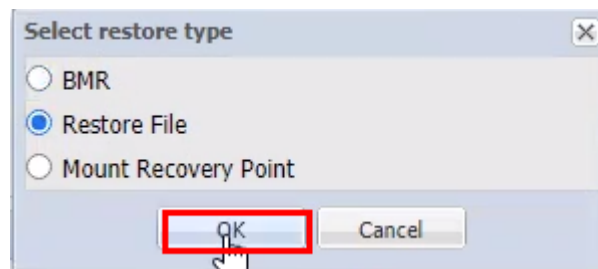 Select restore type
BMR
Restore File
Mount Recovery Point
OK
Cancel